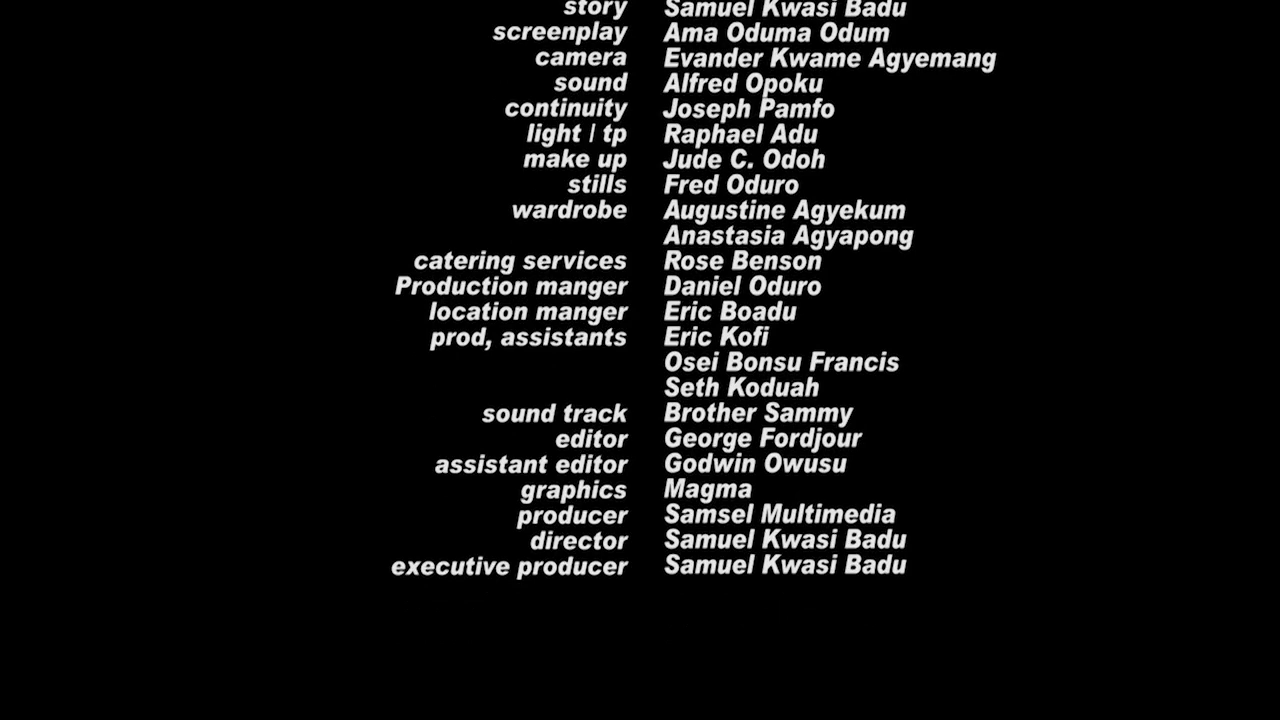 story Samuel Kwasi Badu
screenplay Ama Oduma Odum
camera Evander Kwame Agyemang
sound Alfred Opoku
continuity Joseph Pamfo
light / tp Raphael Adu
make up Jude C. Odoh
stills Fred Oduro
wardrobe Augustine Agyekum
Anastasia Agyapong
catering services Rose Benson
Production manger Daniel Oduro
location manger Eric Boadu
prod, assistants Eric Kofi
Osei Bonsu Francis
Seth Koduah
sound track Brother Sammy
editor George Fordjour
assistant editor Godwin Owusu
graphics Magma
producer Samsel Multimedia
director Samuel Kwasi Badu
executive producer Samuel Kwasi Badu